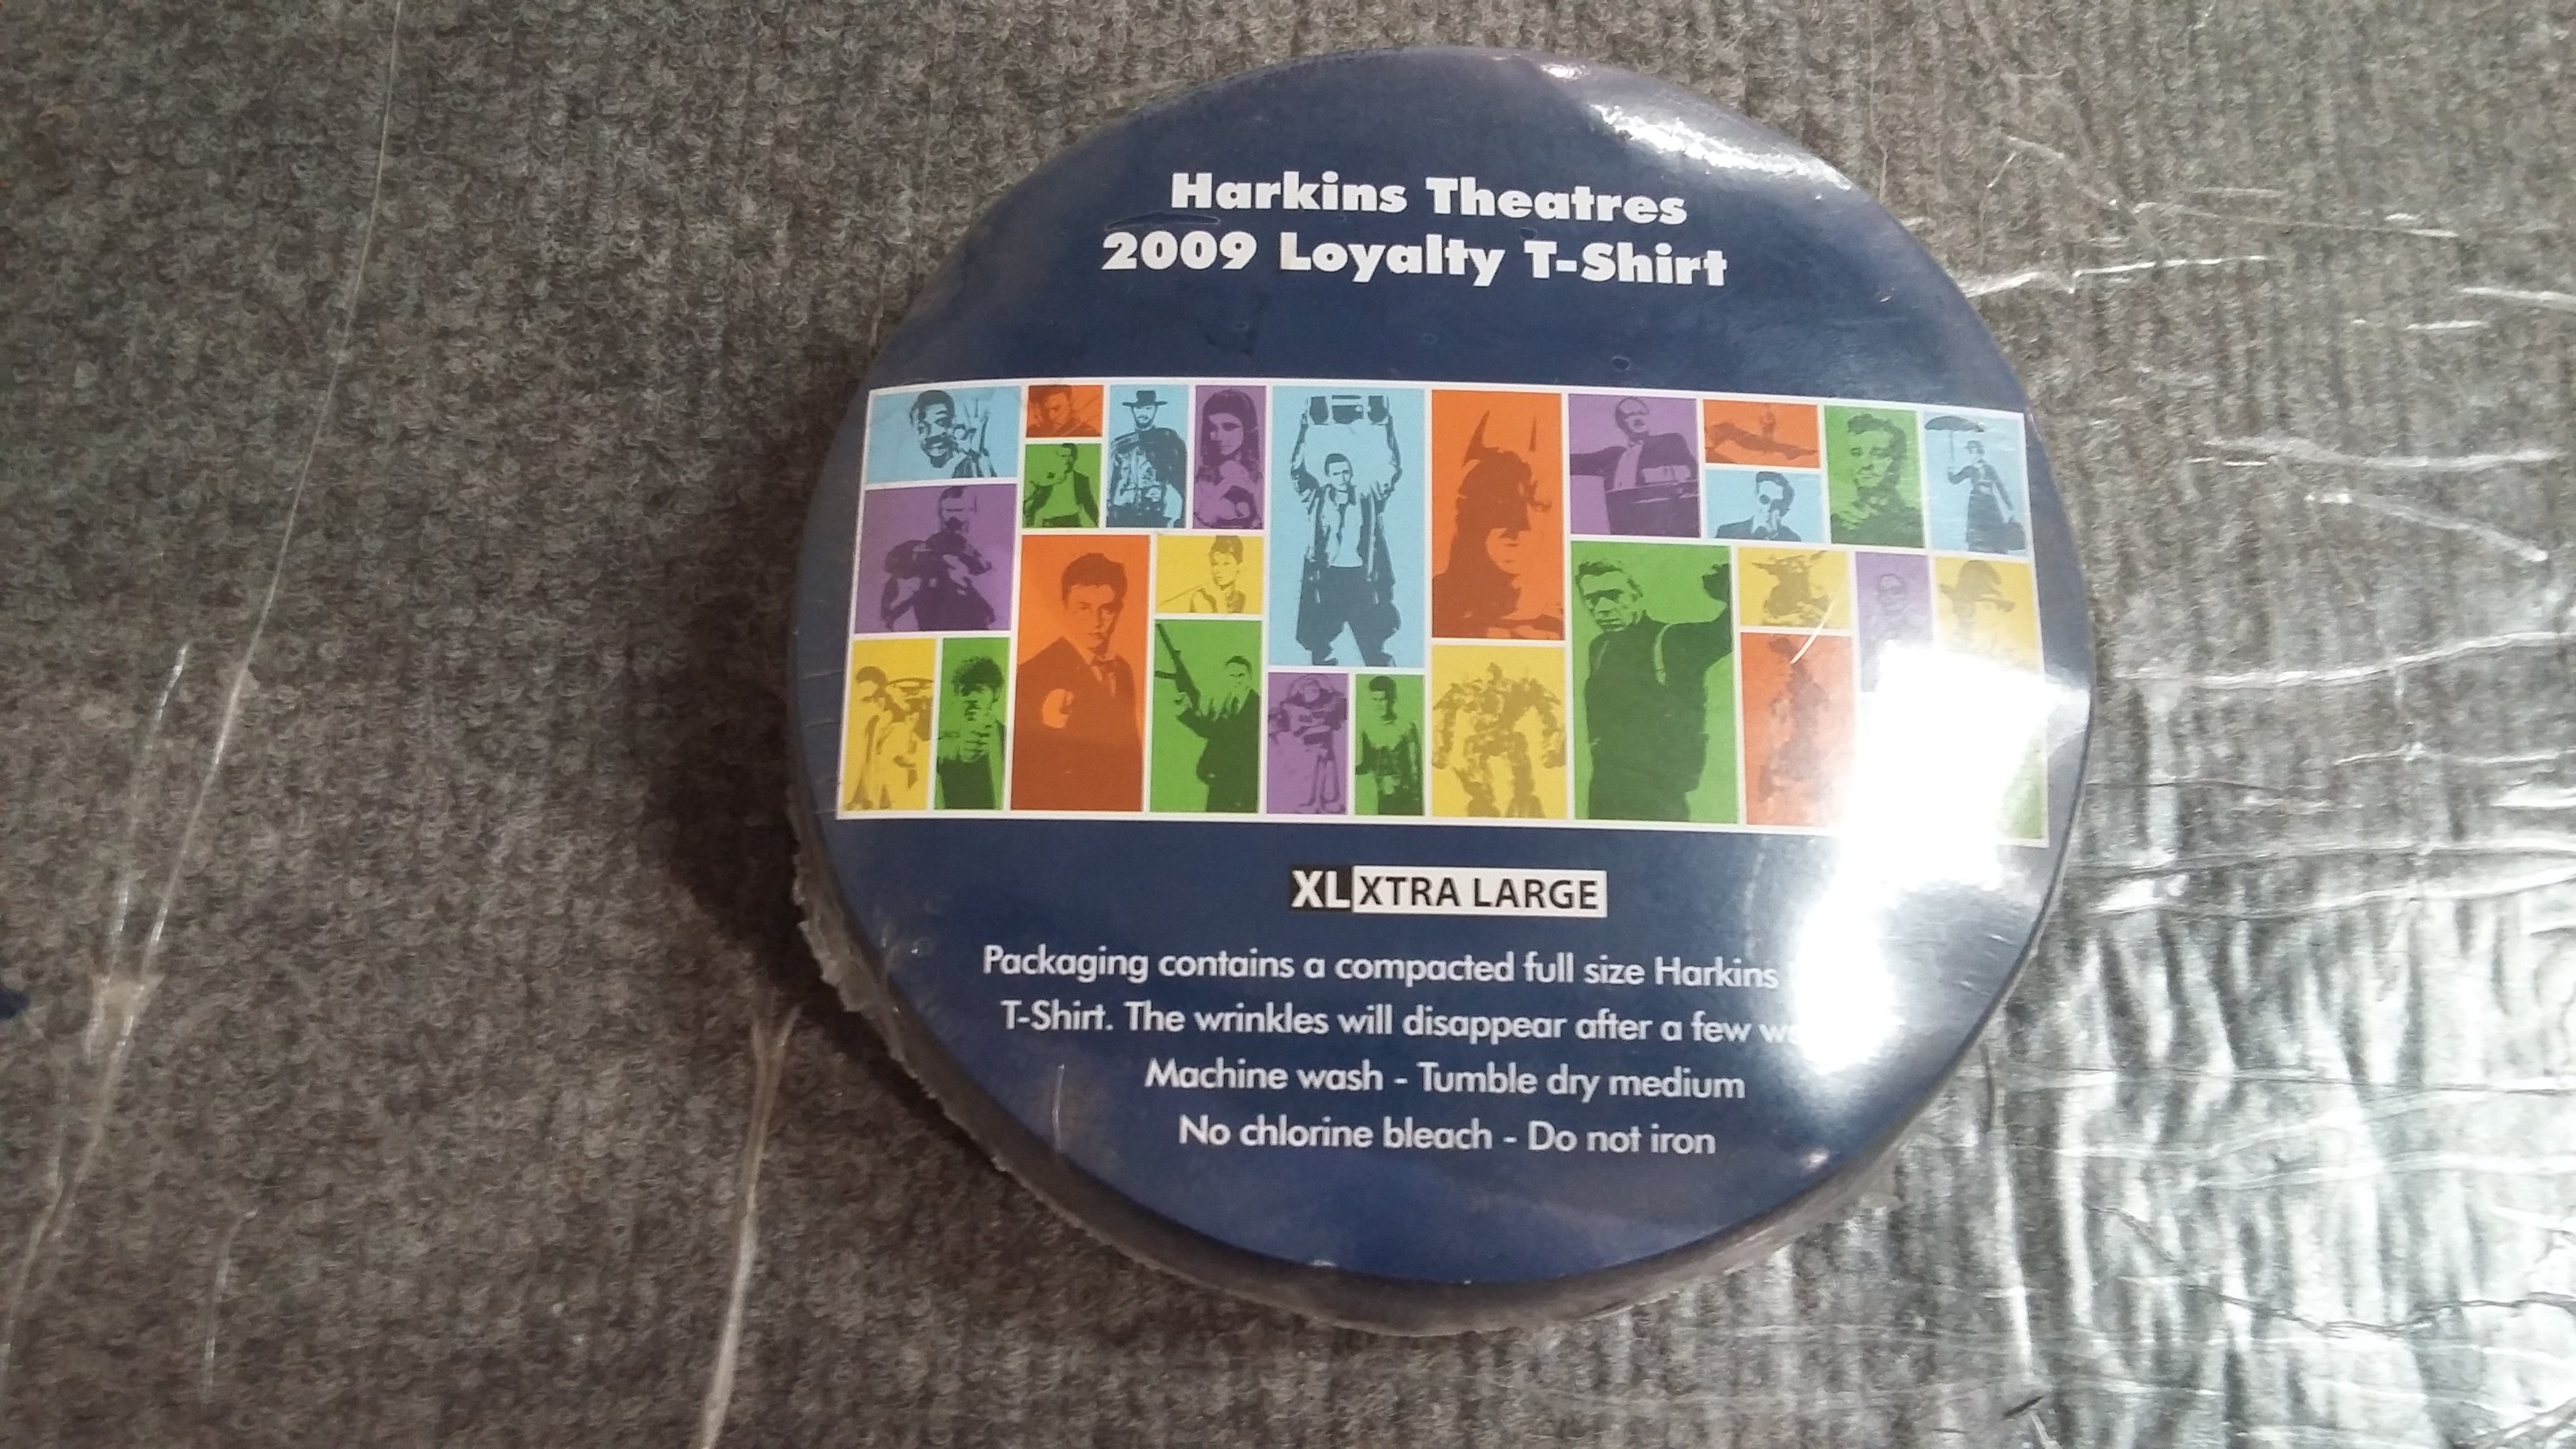 Harkins Theatres
2009 Loyalty T-Shirt
XL XTRA LARGE
Packaging contains a compacted full size Harkins
T-Shirt. The wrinkles will disappear after a few
Machine wash - Tumble dry medium
No chlorine bleach - Do not iron